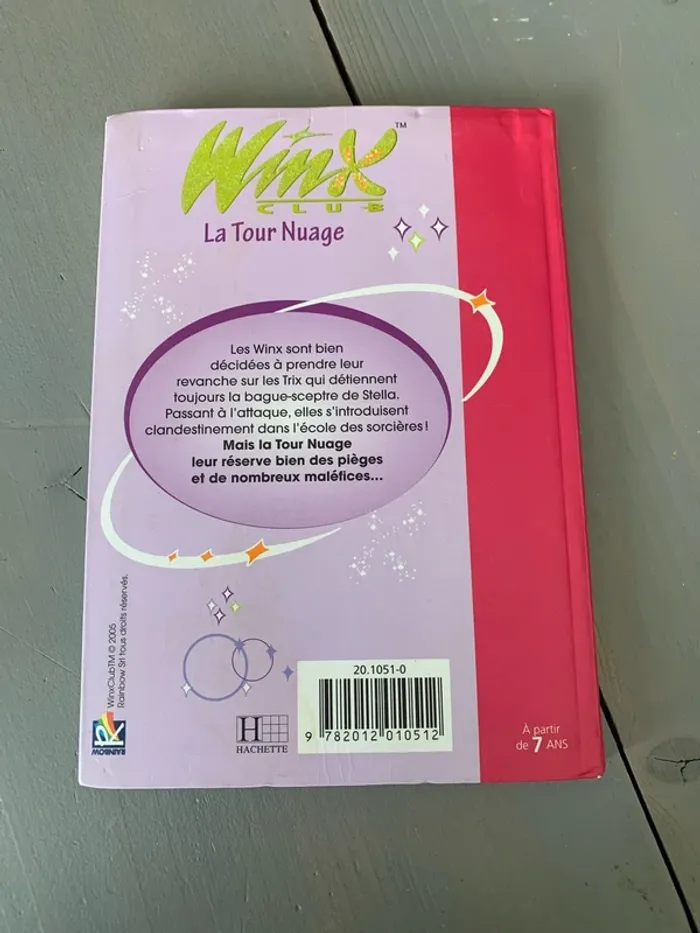 Winx™
CLUB
La Tour Nuage
Les Winx sont bien
décidées à prendre leur
revanche sur les Trix qui détiennent
toujours la bague-sceptre de Stella.
Passant à l'attaque, elles s'introduisent
clandestinement dans l'école des sorcières!
Mais la Tour Nuage
leur réserve bien des pièges
et de nombreux maléfices...
WinxClubTM © 2005
Rainbow Srl tous droits réservés.
RAINBOW
H
HACHETTE
20.1051-0
9 782012 010512
À partir
de 7 ANS